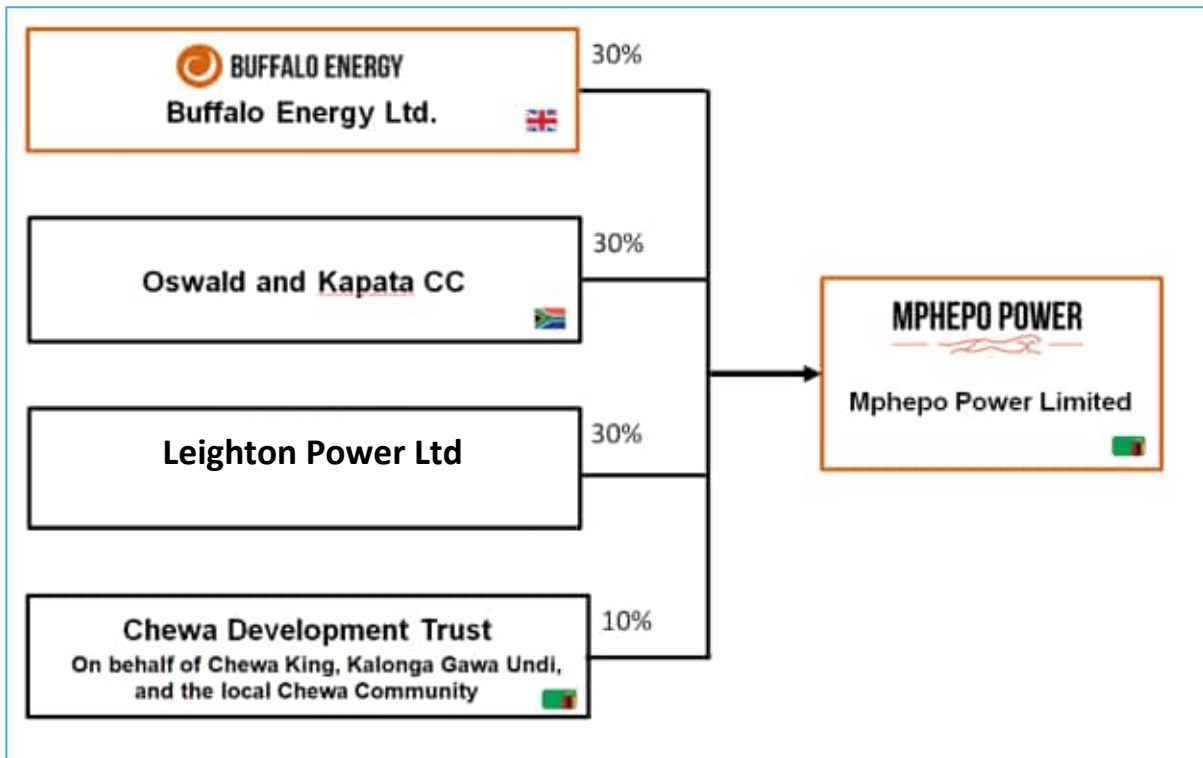 BUFFALO ENERGY
Buffalo Energy Ltd.
30%
Oswald and Kapata CC
30%
Leighton Power Ltd
30%
Chewa Development Trust
On behalf of Chewa King, Kalonga Gawa Undi,
and the local Chewa Community
10%
MPHEPO POWER
Mphepo Power Limited